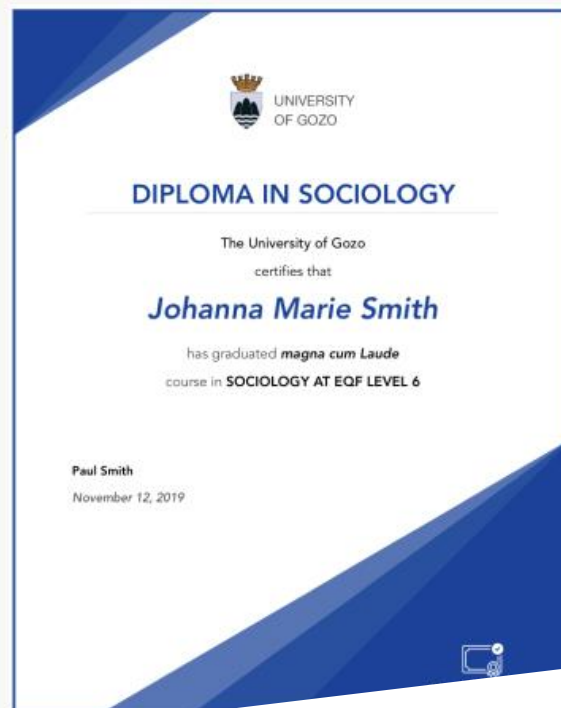 UNIVERSITY
OF GOZO
DIPLOMA IN SOCIOLOGY
The University of Gozo
certifies that
Johanna Marie Smith
has graduated magna cum Laude
course in SOCIOLOGY AT EQF LEVEL 6
Paul Smith
November 12, 2019